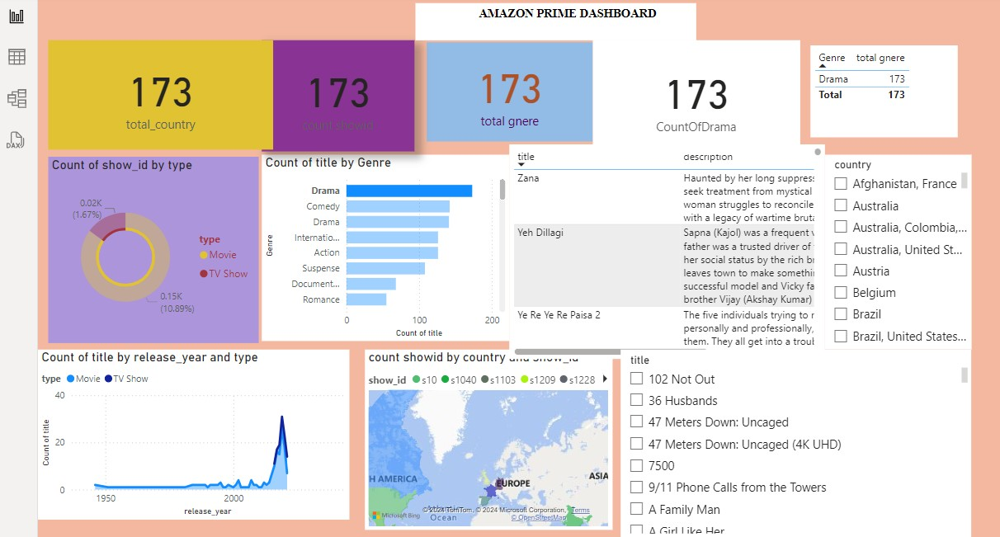 AMAZON PRIME DASHBOARD
DAX
173
total_country
173
count showid
173
total gnere
173
CountOfDrama
Genre total gnere
Drama 173
Total 173
Count of show_id by type
0.02K
(1.67%)
type
Movie
TV Show
0.15K
(10.89%)
Count of title by Genre
Genre
Drama
Comedy
Drama
Internatio...
Action
Suspense
Document...
Romance
0 100 200
Count of title
title description
Zana
Haunted by her long suppress
seek treatment from mystical
woman struggles to reconcile
with a legacy of wartime bruta
Yeh Dillagi
Sapna (Kajol) was a frequent v
father was a trusted driver of
her social status by the rich br
leaves town to make somethin
successful model and Vicky fa
brother Vijay (Akshay Kumar)
Ye Re Ye Re Paisa 2
The five individuals trying to r
personally and professionally,
them. They all get into a troub
country
Afghanistan, France
Australia
Australia, Colombia,...
Australia, United St...
Austria
Belgium
Brazil
Brazil, United States...
Count of title by release_year and type
type Movie TV Show
Count of title
40
20
0
1950 2000
release_year
count showid by country and show_id
show_id s10 s1040 s1103 s1209 s1228
H AMERICA
EUROPE
ASIA
Atlantic
Ocean
Microsoft Bing
© 2024 TomTom, © 2024 Microsoft Corporation, Terms
© OpenStreetMap
title
102 Not Out
36 Husbands
47 Meters Down: Uncaged
47 Meters Down: Uncaged (4K UHD)
7500
9/11 Phone Calls from the Towers
A Family Man
A Girl Like Her